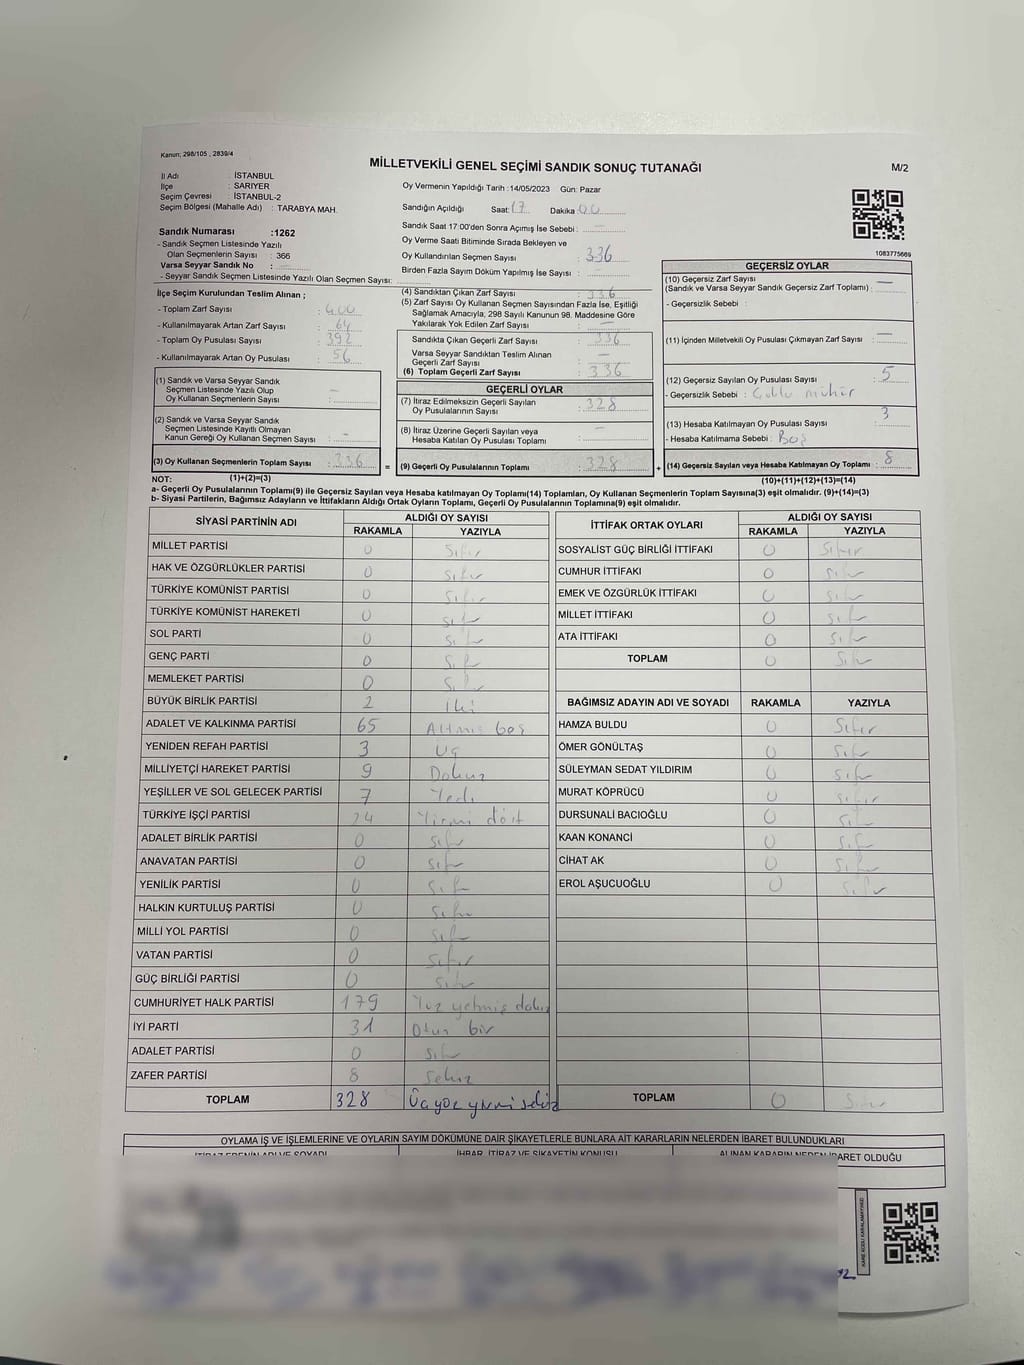 Kanun: 298/105 , 2839/4
MİLLETVEKİLİ GENEL SEÇİMİ SANDIK SONUÇ TUTANAĞI
M/2
İl Adı : İSTANBUL
İlçe : SARIYER
Seçim Çevresi : İSTANBUL-2
Seçim Bölgesi (Mahalle Adı) : TARABYA MAH.
Sandık Numarası :1262
- Sandık Seçmen Listesinde Yazılı
Olan Seçmenlerin Sayısı : 366
Varsa Seyyar Sandık No :
- Seyyar Sandık Seçmen Listesinde Yazılı Olan Seçmen Sayısı:
Oy Vermenin Yapıldığı Tarih :14/05/2023 Gün: Pazar
Sandığın Açıldığı Saat: 17 Dakika 00
Sandık Saat 17:00'den Sonra Açımış İse Sebebi : —
Oy Verme Saati Bitiminde Sırada Bekleyen ve
Oy Kullandırılan Seçmen Sayısı : 336
Birden Fazla Sayım Döküm Yapılmış İse Sayısı : —
1083775669
İlçe Seçim Kurulundan Teslim Alınan ;
- Toplam Zarf Sayısı : 400
- Kullanılmayarak Artan Zarf Sayısı : 64
- Toplam Oy Pusulası Sayısı : 392
- Kullanılmayarak Artan Oy Pusulası : 56
(4) Sandıktan Çıkan Zarf Sayısı : 336
(5) Zarf Sayısı Oy Kullanan Seçmen Sayısından Fazla İse, Eşitliği
Sağlamak Amacıyla, 298 Sayılı Kanunun 98. Maddesine Göre
Yakılarak Yok Edilen Zarf Sayısı : —
Sandıkta Çıkan Geçerli Zarf Sayısı : 336
Varsa Seyyar Sandıktan Teslim Alınan
Geçerli Zarf Sayısı : —
(6) Toplam Geçerli Zarf Sayısı : 336
GEÇERSİZ OYLAR
(10) Geçersiz Zarf Sayısı
(Sandık ve Varsa Seyyar Sandık Geçersiz Zarf Toplamı) : —
- Geçersizlik Sebebi :
(11) İçinden Milletvekili Oy Pusulası Çıkmayan Zarf Sayısı : —
(12) Geçersiz Sayılan Oy Pusulası Sayısı : 5
- Geçersizlik Sebebi : Çoklu mühür
(13) Hesaba Katılmayan Oy Pusulası Sayısı : 3
- Hesaba Katılmama Sebebi : Boş
(14) Geçersiz Sayılan veya Hesaba Katılmayan Oy Toplamı : 8
(10)+(11)+(12)+(13)=(14)
(1) Sandık ve Varsa Seyyar Sandık
Seçmen Listesinde Yazılı Olup
Oy Kullanan Seçmenlerin Sayısı : —
(2) Sandık ve Varsa Seyyar Sandık
Seçmen Listesinde Kayıtlı Olmayan
Kanun Gereği Oy Kullanan Seçmen Sayısı : —
(3) Oy Kullanan Seçmenlerin Toplam Sayısı : 336
(1)+(2)=(3)
GEÇERLİ OYLAR
(7) İtiraz Edilmeksizin Geçerli Sayılan
Oy Pusulalarının Sayısı : 328
(8) İtiraz Üzerine Geçerli Sayılan veya
Hesaba Katılan Oy Pusulası Toplamı : —
= (9) Geçerli Oy Pusulalarının Toplamı : 328 +
NOT:
a- Geçerli Oy Pusulalarının Toplamı(9) ile Geçersiz Sayılan veya Hesaba katılmayan Oy Toplamı(14) Toplamları, Oy Kullanan Seçmenlerin Toplam Sayısına(3) eşit olmalıdır. (9)+(14)=(3)
b- Siyasi Partilerin, Bağımsız Adayların ve İttifakların Aldığı Ortak Oyların Toplamı, Geçerli Oy Pusulalarının Toplamına(9) eşit olmalıdır.
SİYASİ PARTİNİN ADI ALDIĞI OY SAYISI
RAKAMLA YAZIYLA
MİLLET PARTİSİ 0 Sıfır
HAK VE ÖZGÜRLÜKLER PARTİSİ 0 Sıfır
TÜRKİYE KOMÜNİST PARTİSİ 0 Sıfır
TÜRKİYE KOMÜNİST HAREKETİ 0 Sıfır
SOL PARTİ 0 Sıfır
GENÇ PARTİ 0 Sıfır
MEMLEKET PARTİSİ 0 Sıfır
BÜYÜK BİRLİK PARTİSİ 2 İki
ADALET VE KALKINMA PARTİSİ 65 Altmış beş
YENİDEN REFAH PARTİSİ 3 Üç
MİLLİYETÇİ HAREKET PARTİSİ 9 Dokuz
YEŞİLLER VE SOL GELECEK PARTİSİ 7 Yedi
TÜRKİYE İŞÇİ PARTİSİ 24 Yirmi dört
ADALET BİRLİK PARTİSİ 0 Sıfır
ANAVATAN PARTİSİ 0 Sıfır
YENİLİK PARTİSİ 0 Sıfır
HALKIN KURTULUŞ PARTİSİ 0 Sıfır
MİLLİ YOL PARTİSİ 0 Sıfır
VATAN PARTİSİ 0 Sıfır
GÜÇ BİRLİĞİ PARTİSİ 0 Sıfır
CUMHURİYET HALK PARTİSİ 179 Yüz yetmiş dokuz
İYİ PARTİ 31 Otuz bir
ADALET PARTİSİ 0 Sıfır
ZAFER PARTİSİ 8 Sekiz
TOPLAM 328 Üçyüz yirmi sekiz
İTTİFAK ORTAK OYLARI ALDIĞI OY SAYISI
RAKAMLA YAZIYLA
SOSYALİST GÜÇ BİRLİĞİ İTTİFAKI 0 Sıfır
CUMHUR İTTİFAKI 0 Sıfır
EMEK VE ÖZGÜRLÜK İTTİFAKI 0 Sıfır
MİLLET İTTİFAKI 0 Sıfır
ATA İTTİFAKI 0 Sıfır
TOPLAM 0 Sıfır
BAĞIMSIZ ADAYIN ADI VE SOYADI RAKAMLA YAZIYLA
HAMZA BULDU 0 Sıfır
ÖMER GÖNÜLTAŞ 0 Sıfır
SÜLEYMAN SEDAT YILDIRIM 0 Sıfır
MURAT KÖPRÜCÜ 0 Sıfır
DURSUNALİ BACIOĞLU 0 Sıfır
KAAN KONANCİ 0 Sıfır
CİHAT AK 0 Sıfır
EROL AŞUCUOĞLU 0 Sıfır
TOPLAM 0 Sıfır
OYLAMA İŞ VE İŞLEMLERİNE VE OYLARIN SAYIM DÖKÜMÜNE DAİR ŞİKAYETLERLE BUNLARA AİT KARARLARIN NELERDEN İBARET BULUNDUKLARI
İTİRAZ EDENİN ADI VE SOYADI İHBAR, İTİRAZ VE ŞİKAYETİN KONUSU ALINAN KARARIN NEDEN İBARET OLDUĞU